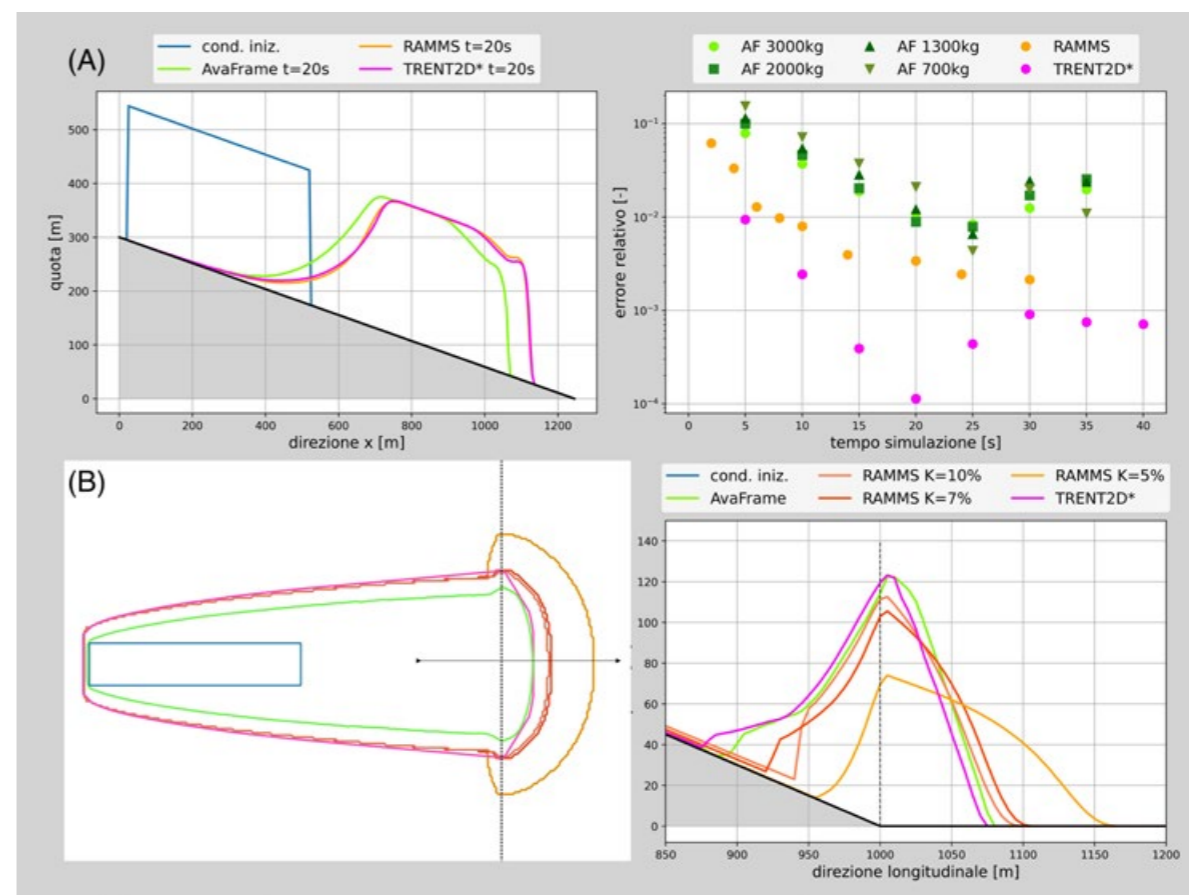 (A)
cond. iniz. RAMMS t=20s
AvaFrame t=20s TRENT2D* t=20s
quota [m]
500
400
300
200
100
0
0 200 400 600 800 1000 1200
direzione x [m]
AF 3000kg AF 1300kg RAMMS
AF 2000kg AF 700kg TRENT2D*
errore relativo [-]
10⁻¹
10⁻²
10⁻³
10⁻⁴
0 5 10 15 20 25 30 35 40
tempo simulazione [s]
(B)
cond. iniz. RAMMS K=10% RAMMS K=5%
AvaFrame RAMMS K=7% TRENT2D*
140
120
100
80
60
40
20
0
850 900 950 1000 1050 1100 1150 1200
direzione longitudinale [m]